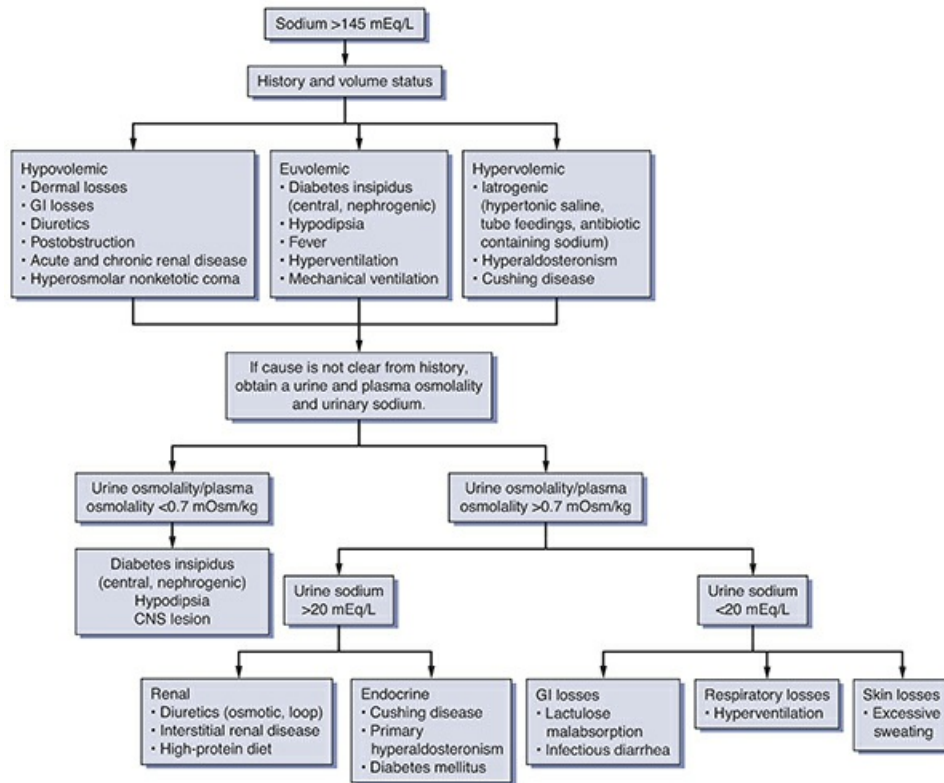 Sodium >145 mEq/L
History and volume status
Hypovolemic
• Dermal losses
• GI losses
• Diuretics
• Postobstruction
• Acute and chronic renal disease
• Hyperosmolar nonketotic coma
Euvolemic
• Diabetes insipidus
(central, nephrogenic)
• Hypodipsia
• Fever
• Hyperventilation
• Mechanical ventilation
Hypervolemic
• Iatrogenic
(hypertonic saline,
tube feedings, antibiotic
containing sodium)
• Hyperaldosteronism
• Cushing disease
If cause is not clear from history,
obtain a urine and plasma osmolality
and urinary sodium.
Urine osmolality/plasma
osmolality <0.7 mOsm/kg
Urine osmolality/plasma
osmolality >0.7 mOsm/kg
Diabetes insipidus
(central, nephrogenic)
Hypodipsia
CNS lesion
Urine sodium
>20 mEq/L
Urine sodium
<20 mEq/L
Renal
• Diuretics (osmotic, loop)
• Interstitial renal disease
• High-protein diet
Endocrine
• Cushing disease
• Primary
hyperaldosteronism
• Diabetes mellitus
GI losses
• Lactulose
malabsorption
• Infectious diarrhea
Respiratory losses
• Hyperventilation
Skin losses
• Excessive
sweating